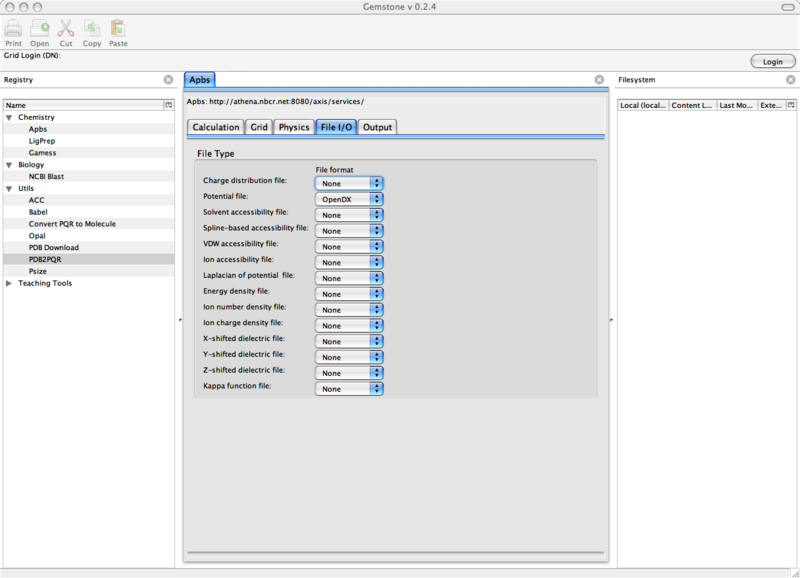 Gemstone v 0.2.4
Print Open Cut Copy Paste
Grid Login (DN):
Login
Registry
Name
Chemistry
Apbs
LigPrep
Gamess
Biology
NCBI Blast
Utils
ACC
Babel
Convert PQR to Molecule
Opal
PDB Download
PDB2PQR
Psize
Teaching Tools
Apbs
Apbs: http://athena.nbcr.net:8080/axis/services/
Calculation Grid Physics File I/O Output
File Type
File format
Charge distribution file: None
Potential file: OpenDX
Solvent accessibility file: None
Spline-based accessibility file: None
VDW accessibility file: None
Ion accessibility file: None
Laplacian of potential file: None
Energy density file: None
Ion number density file: None
Ion charge density file: None
X-shifted dielectric file: None
Y-shifted dielectric file: None
Z-shifted dielectric file: None
Kappa function file: None
Filesystem
Local (local... Content L... Last Mo... Exte...